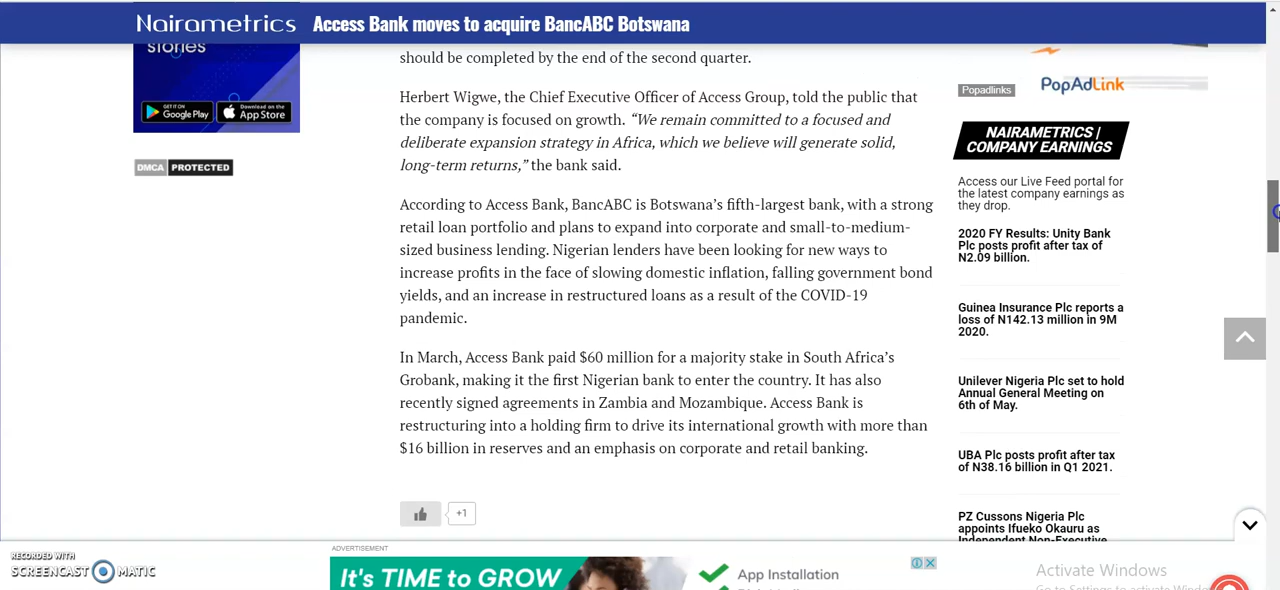 Nairametrics
Access Bank moves to acquire BancABC Botswana
stories
GET IT ON
Google Play
Download on the
App Store
DMCA PROTECTED
should be completed by the end of the second quarter.
Herbert Wigwe, the Chief Executive Officer of Access Group, told the public that
the company is focused on growth. “We remain committed to a focused and
deliberate expansion strategy in Africa, which we believe will generate solid,
long-term returns,” the bank said.
According to Access Bank, BancABC is Botswana’s fifth-largest bank, with a strong
retail loan portfolio and plans to expand into corporate and small-to-medium-
sized business lending. Nigerian lenders have been looking for new ways to
increase profits in the face of slowing domestic inflation, falling government bond
yields, and an increase in restructured loans as a result of the COVID-19
pandemic.
In March, Access Bank paid $60 million for a majority stake in South Africa’s
Grobank, making it the first Nigerian bank to enter the country. It has also
recently signed agreements in Zambia and Mozambique. Access Bank is
restructuring into a holding firm to drive its international growth with more than
$16 billion in reserves and an emphasis on corporate and retail banking.
+1
Popadlinks
PopAdLink
NAIRAMETRICS |
COMPANY EARNINGS
Access our Live Feed portal for
the latest company earnings as
they drop.
2020 FY Results: Unity Bank
Plc posts profit after tax of
N2.09 billion.
Guinea Insurance Plc reports a
loss of N142.13 million in 9M
2020.
Unilever Nigeria Plc set to hold
Annual General Meeting on
6th of May.
UBA Plc posts profit after tax
of N38.16 billion in Q1 2021.
PZ Cussons Nigeria Plc
appoints Ifueko Okauru as
Independent Non-Executive
ADVERTISEMENT
It's TIME to GROW
App Installation
RECORDED WITH
SCREENCAST MATIC
Activate Windows
Go to Settings to activate